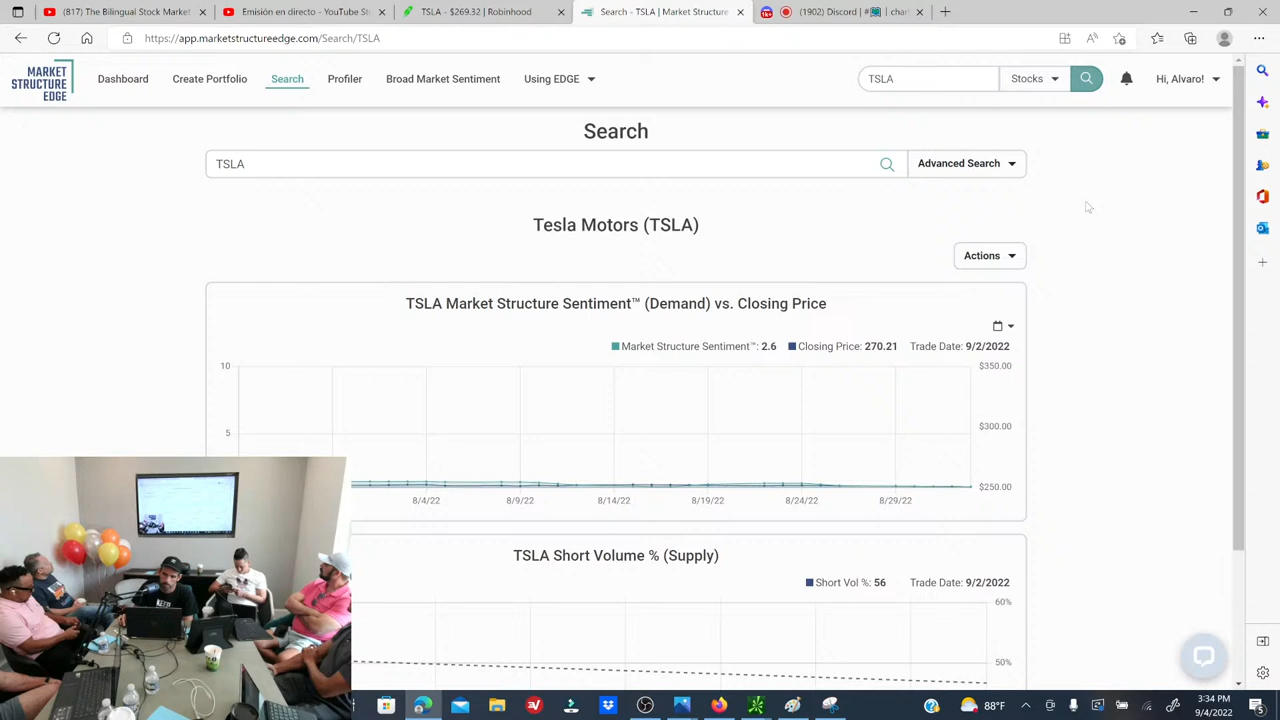 (817) The Bilingual Stock Market
Emisión en directo - YouTube St
TSLA - $269.32 | Robinhood
Search - TSLA | Market Structure
(1902) Discord | #
https://app.marketstructureedge.com/Search/TSLA
MARKET
STRUCTURE
EDGE
Dashboard
Create Portfolio
Search
Profiler
Broad Market Sentiment
Using EDGE
TSLA
Stocks
Hi, Alvaro!
Search
TSLA
Advanced Search
Tesla Motors (TSLA)
Actions
TSLA Market Structure Sentiment™ (Demand) vs. Closing Price
Market Structure Sentiment™: 2.6 Closing Price: 270.21 Trade Date: 9/2/2022
10
5
$350.00
$300.00
$250.00
8/4/22 8/9/22 8/14/22 8/19/22 8/24/22 8/29/22
TSLA Short Volume % (Supply)
Short Vol %: 56 Trade Date: 9/2/2022
60%
50%
88°F
3:34 PM
9/4/2022